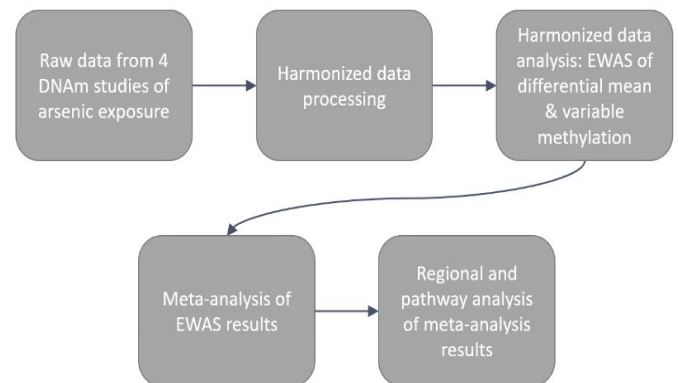 Raw data from 4
DNAm studies of
arsenic exposure
Harmonized data
processing
Harmonized data
analysis: EWAS of
differential mean
& variable
methylation
Meta-analysis of
EWAS results
Regional and
pathway analysis
of meta-analysis
results